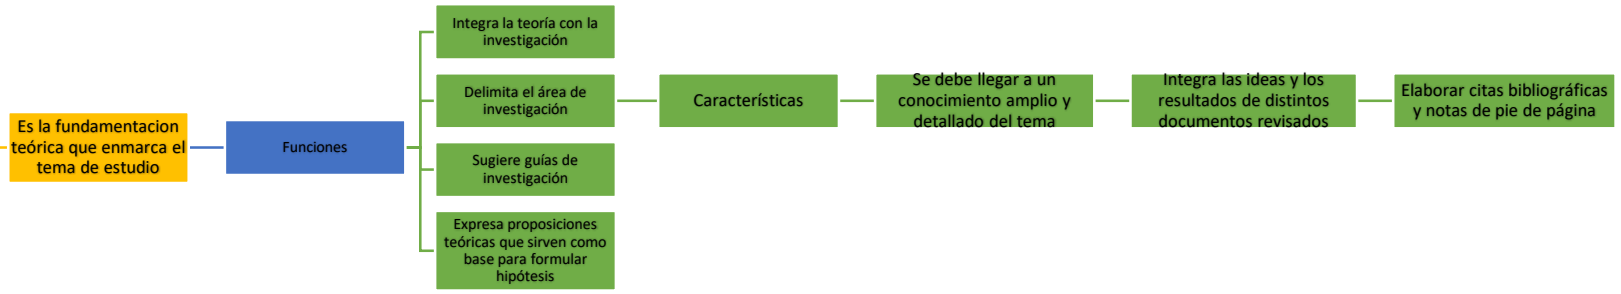 Es la fundamentacion
teórica que enmarca el
tema de estudio
Funciones
Integra la teoría con la
investigación
Delimita el área de
investigación
Sugiere guías de
investigación
Expresa proposiciones
teóricas que sirven como
base para formular
hipótesis
Característícas
Se debe llegar a un
conocimiento amplio y
detallado del tema
Integra las ideas y los
resultados de distintos
documentos revisados
Elaborar citas bibliográficas
y notas de pie de página